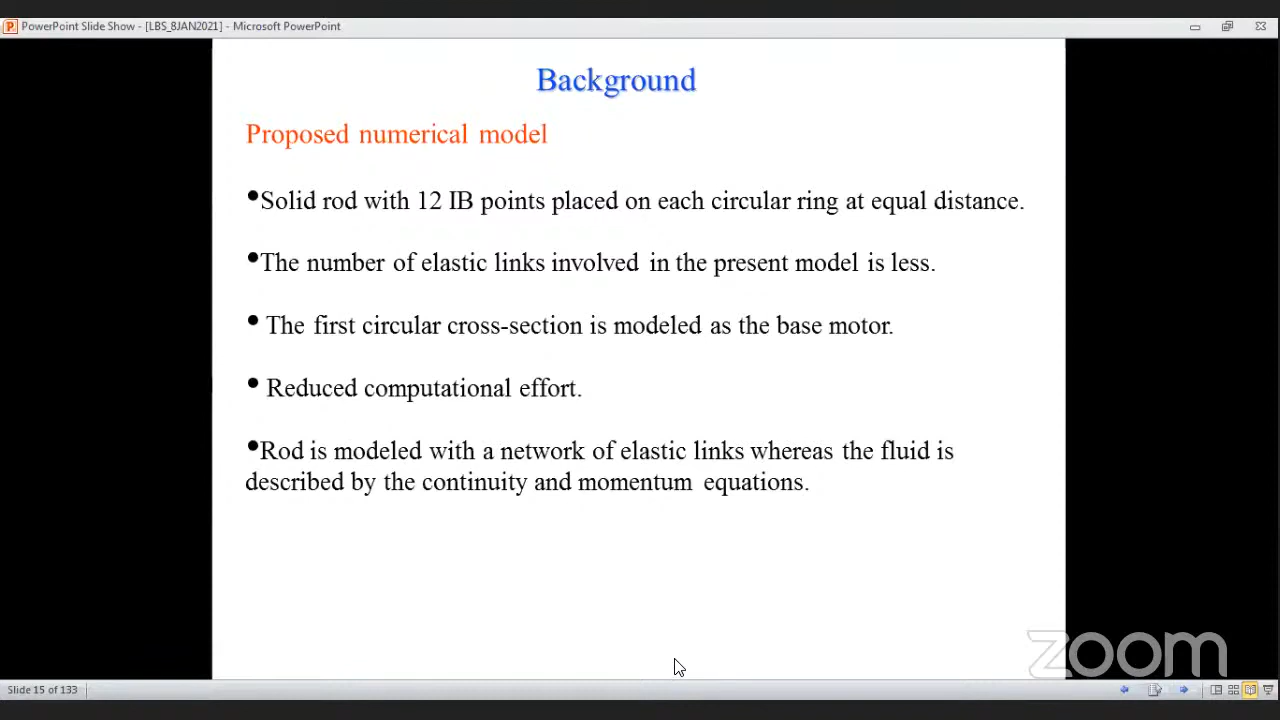 PowerPoint Slide Show - [LBS_8JAN2021] - Microsoft PowerPoint
Background
Proposed numerical model
•Solid rod with 12 IB points placed on each circular ring at equal distance.
•The number of elastic links involved in the present model is less.
• The first circular cross-section is modeled as the base motor.
• Reduced computational effort.
•Rod is modeled with a network of elastic links whereas the fluid is
described by the continuity and momentum equations.
zoom
Slide 15 of 133